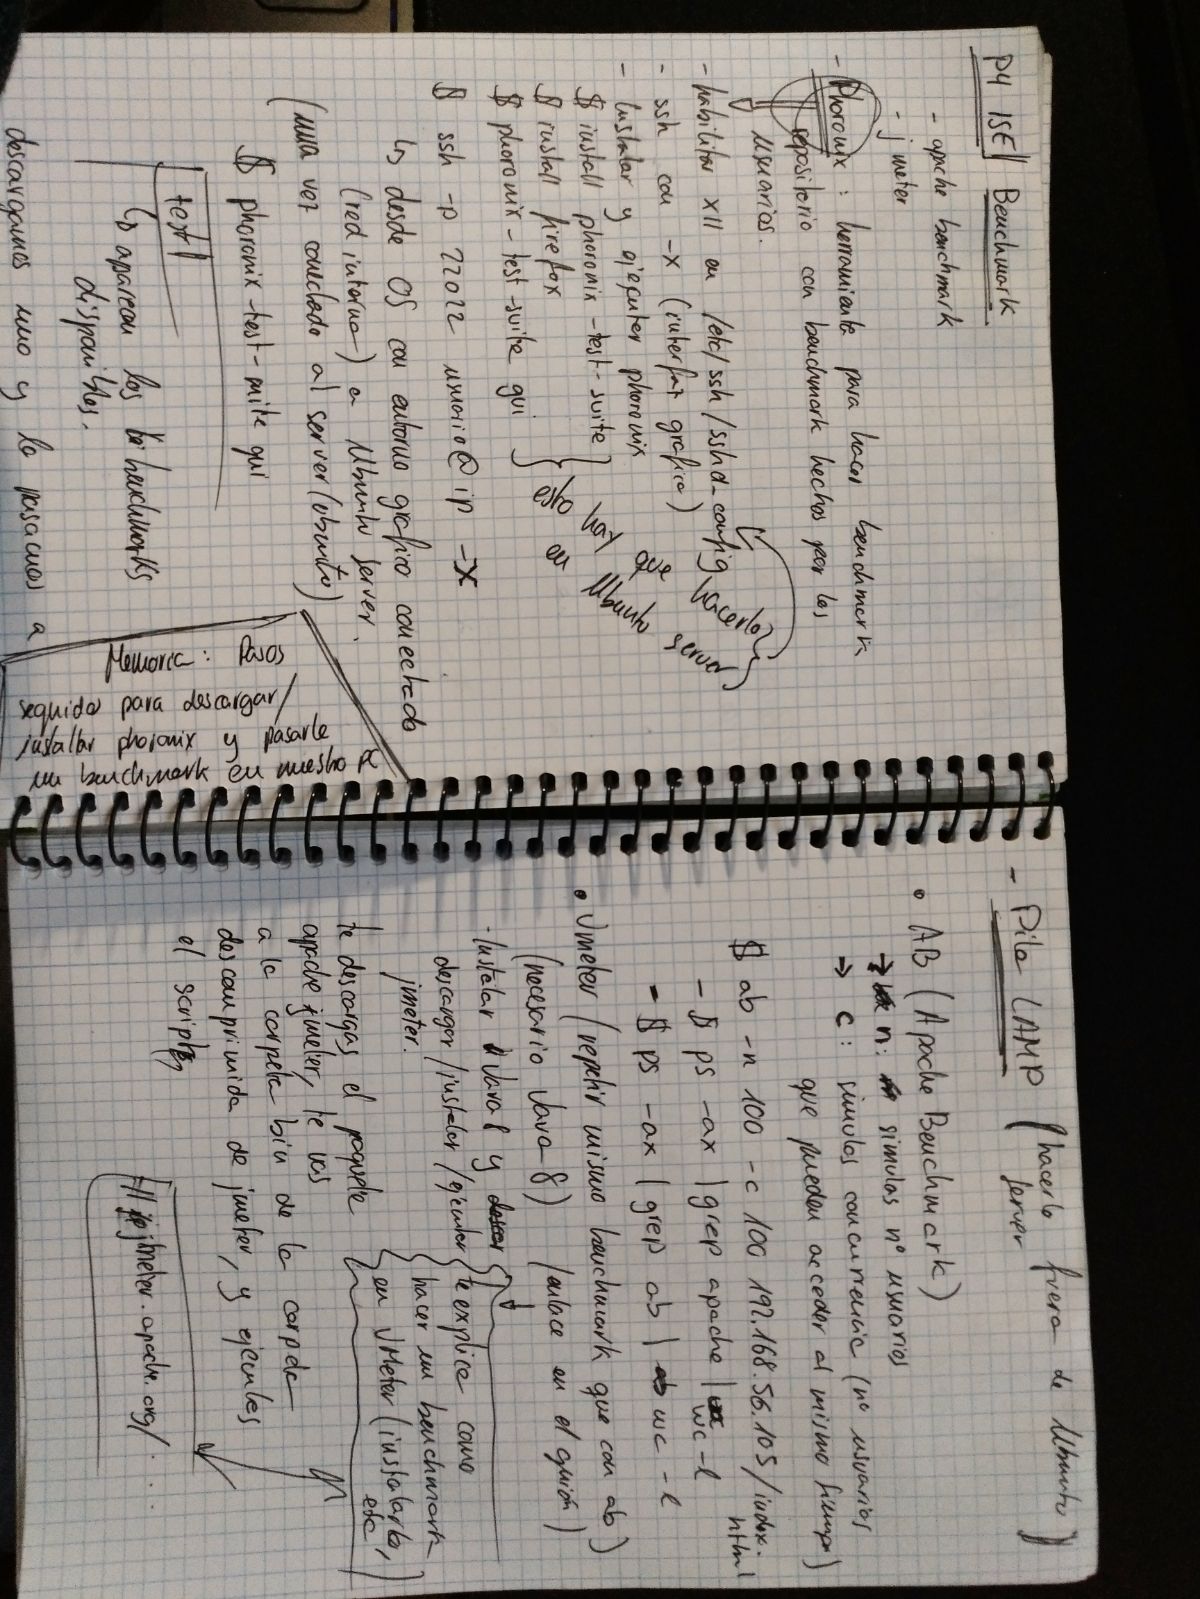 P4 ISE Benchmark
- apache benchmark
- jmeter
- Phoronix: herramienta para hacer benchmark
repositorio con benchmark hechos por los
usuarios.
- habilitar X11 en /etc/ssh/sshd_config
- ssh con -X (interfaz grafica)
- Instalar y ejecutar phoronix
$ install phoronix-test-suite
$ install firefox
$ phoronix-test-suite gui
esto hay que hacerlo
en Ubuntu server
$ ssh -p 22022 usuario@ip -X
↳ desde OS con entorno grafico conectado
(red interna) a Ubuntu Server.
(una vez conectado al server (ubuntu))
$ phoronix-test-suite gui
test
↳ aparecen los benchmarks
disponibles.
descargamos uno y lo pasamos a
Memoria: Pasos
seguidos para descargar/
instalar phoronix y pasarle
un benchmark en nuestro PC
- Pila LAMP (hacerlo fuera de Ubuntu
server)
• AB (Apache Benchmark)
→ n: simulas nº usuarios
→ c: simulas concurrencia (nº usuarios
que pueden acceder al mismo tiempo)
$ ab -n 100 -c 100 192.168.56.105/index.
html
- $ ps -ax | grep apache | wc -l
- $ ps -ax | grep ab | wc -l
• Jmeter (repetir mismo benchmark que con ab)
(necesario Java 8) (enlace en el guión)
- Instalar Java 8 y
descargar/instalar/ejecutar
jmeter.
te explica como
hacer un benchmark
en JMeter (instalarlo,
etc)
te descargas el paquete
apache jmeter, te vas
a la carpeta bin de la carpeta
descomprimida de jmeter, y ejecutas
el script
jmeter.apache.org/...